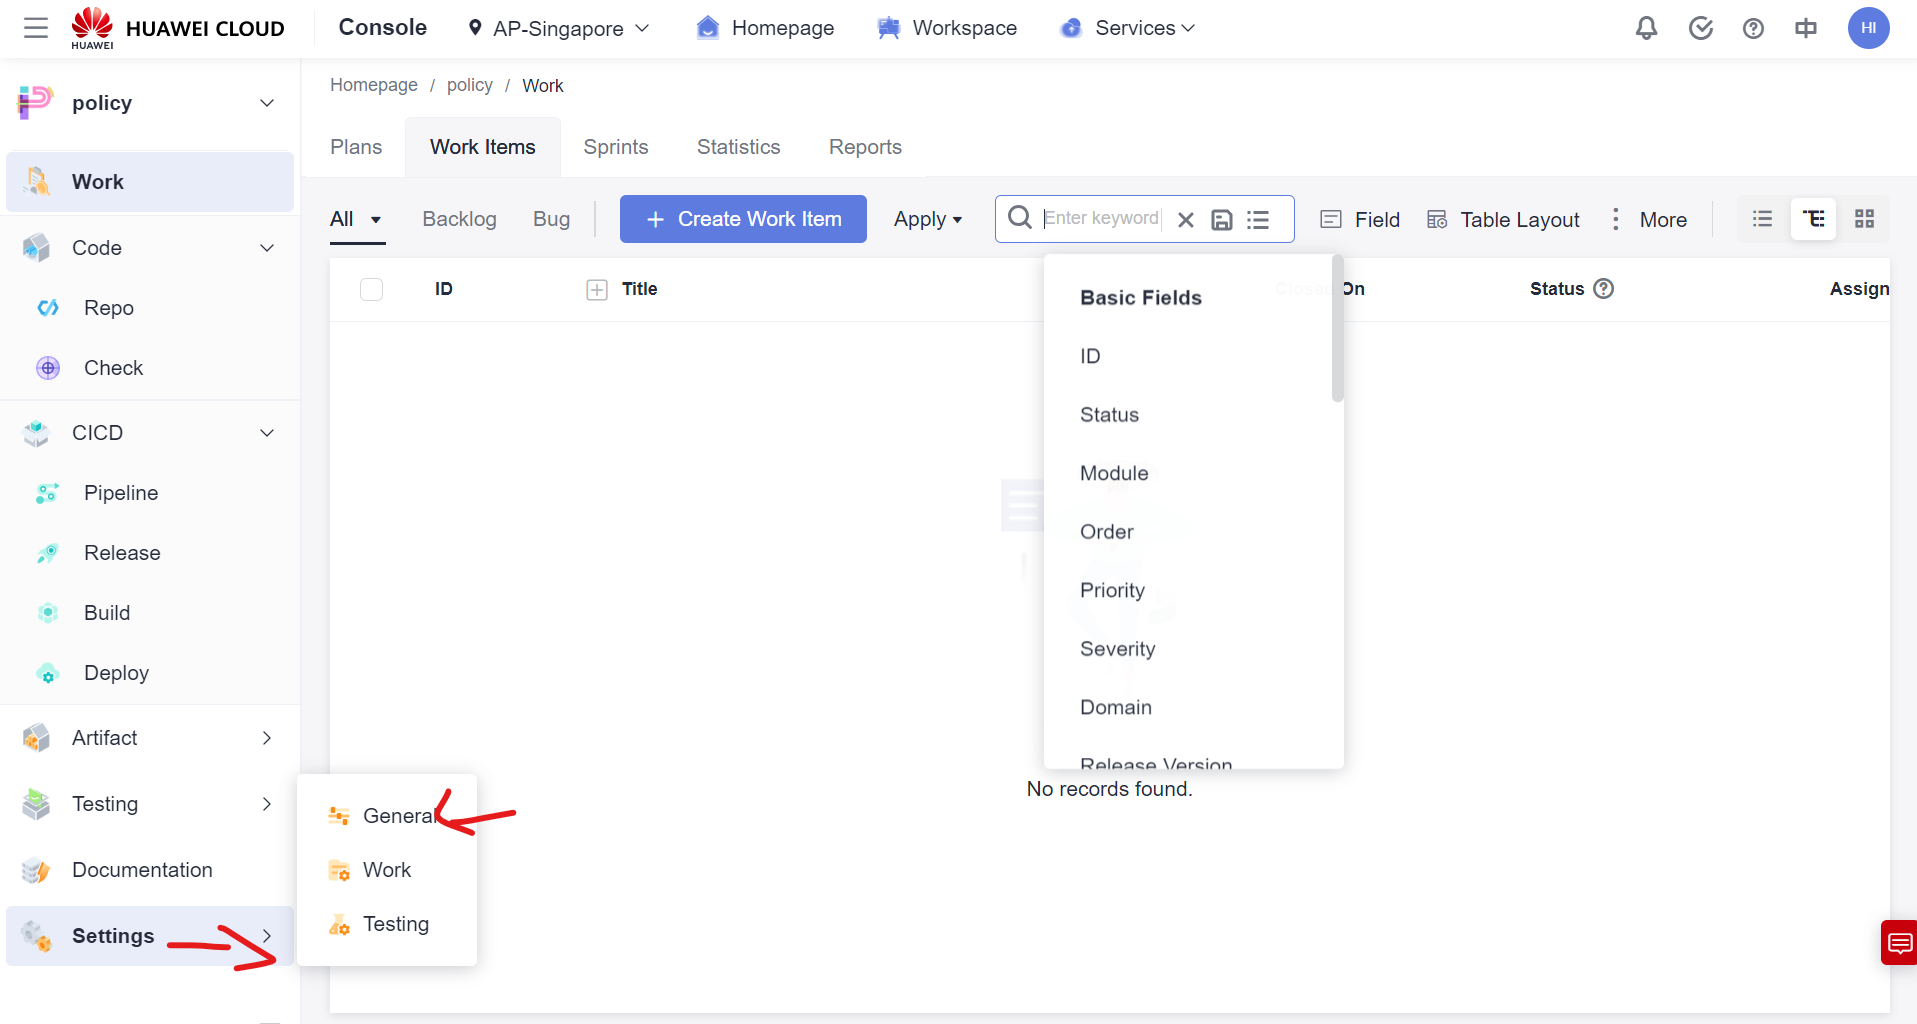 HUAWEI
HUAWEI CLOUD
Console
AP-Singapore
Homepage
Workspace
Services
HI
policy
Homepage / policy / Work
Plans
Work Items
Sprints
Statistics
Reports
Work
All
Backlog
Bug
+ Create Work Item
Apply
Enter keyword
Field
Table Layout
More
Code
Repo
Check
ID
Title
Closed On
Status
Assign
Basic Fields
ID
Status
Module
Order
Priority
Severity
Domain
Release Version
No records found.
CICD
Pipeline
Release
Build
Deploy
Artifact
Testing
Documentation
Settings
General
Work
Testing